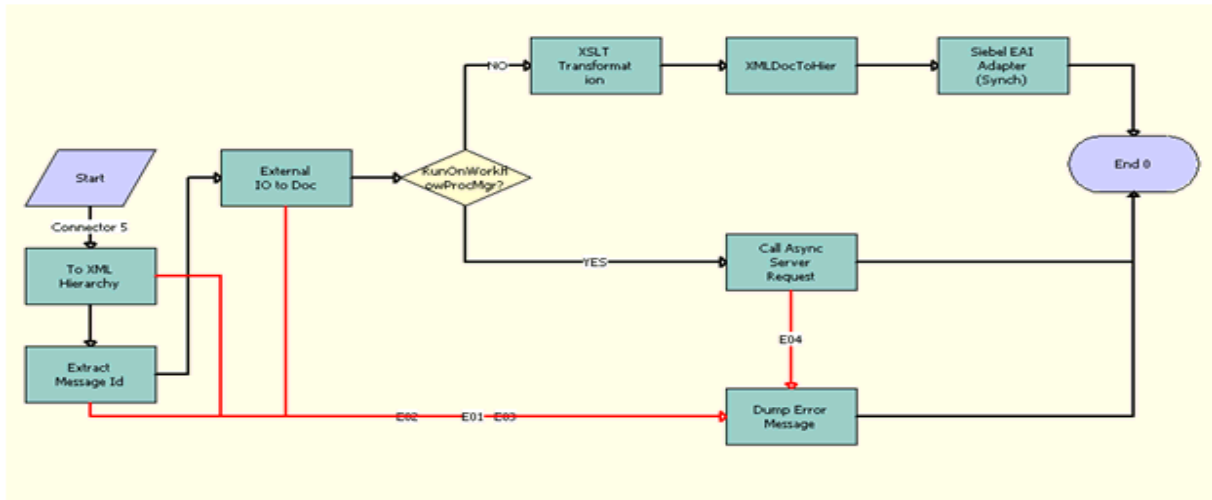 XSLT
Transformat
ion
XMLDocToHier
Siebel EAI
Adapter
(Synch)
NO
Start
External
IO to Doc
RunOnWorkfl
owProcMgr?
End 0
Connector 5
To XML
Hierarchy
YES
Call Async
Server
Request
E04
Extract
Message Id
E02
E01
E03
Dump Error
Message